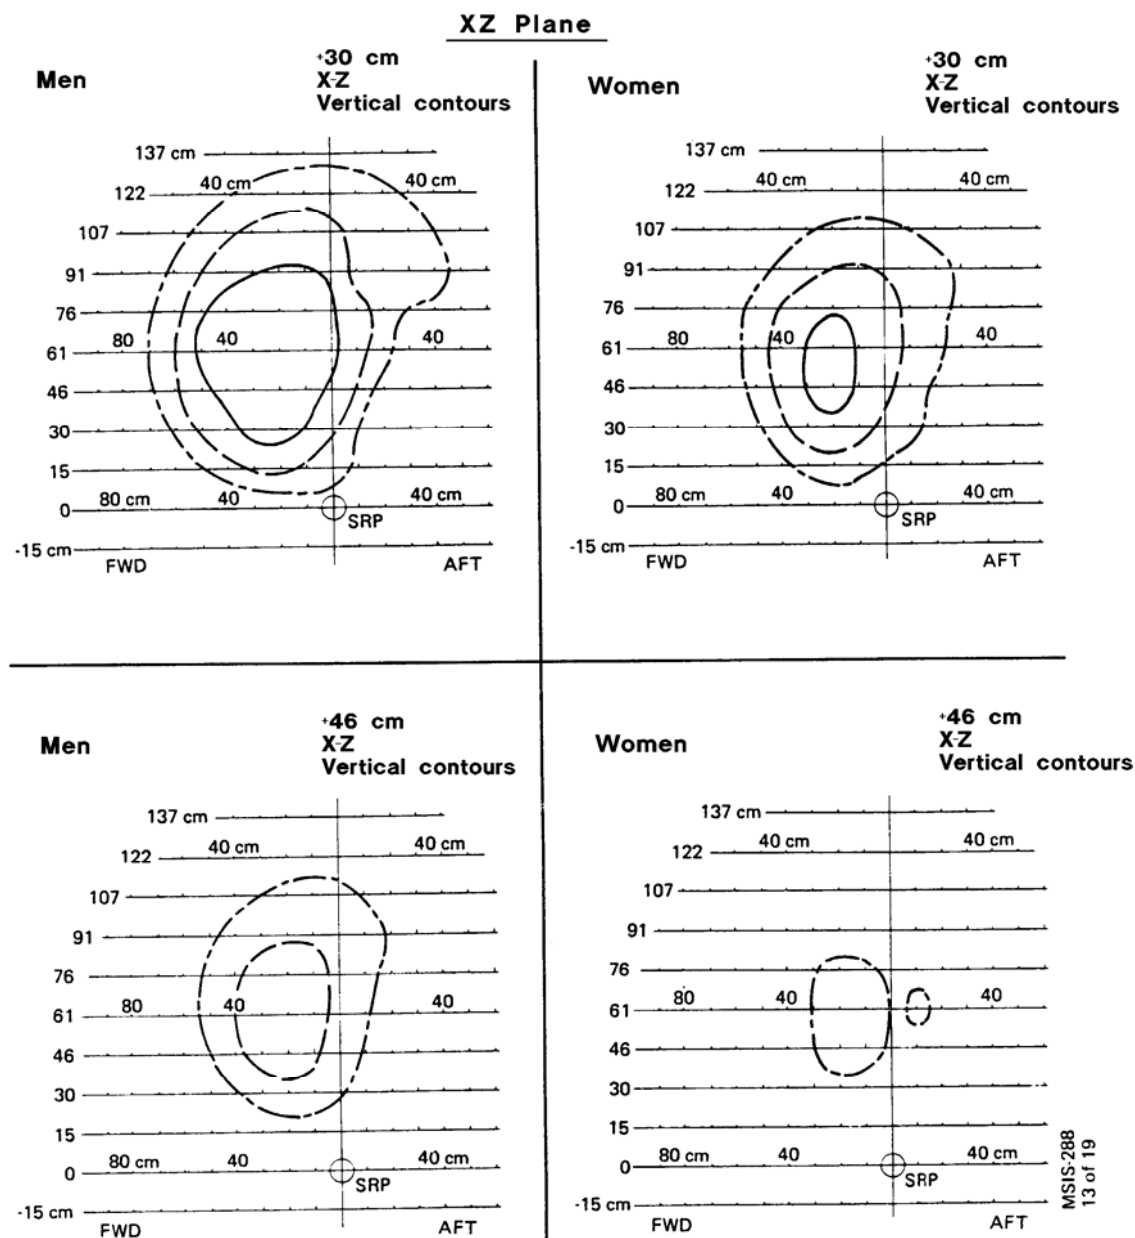 XZ Plane
Men
+30 cm
X-Z
Vertical contours
137 cm
40 cm 40 cm
122
107
91
76
80 40 40
61
46
30
15
80 cm 40 40 cm
0
SRP
-15 cm
FWD AFT
Women
+30 cm
X-Z
Vertical contours
137 cm
40 cm 40 cm
122
107
91
76
80 40 40
61
46
30
15
80 cm 40 40 cm
0
SRP
-15 cm
FWD AFT
Men
+46 cm
X-Z
Vertical contours
137 cm
40 cm 40 cm
122
107
91
76
40 40
61
46
30
15
80 cm 40 40 cm
0
SRP
-15 cm
FWD AFT
Women
+46 cm
X-Z
Vertical contours
137 cm
40 cm 40 cm
122
107
91
76
80 40 40
61
46
30
15
80 cm 40 40 cm
0
SRP
-15 cm
FWD AFT
MSIS-288
13 of 19